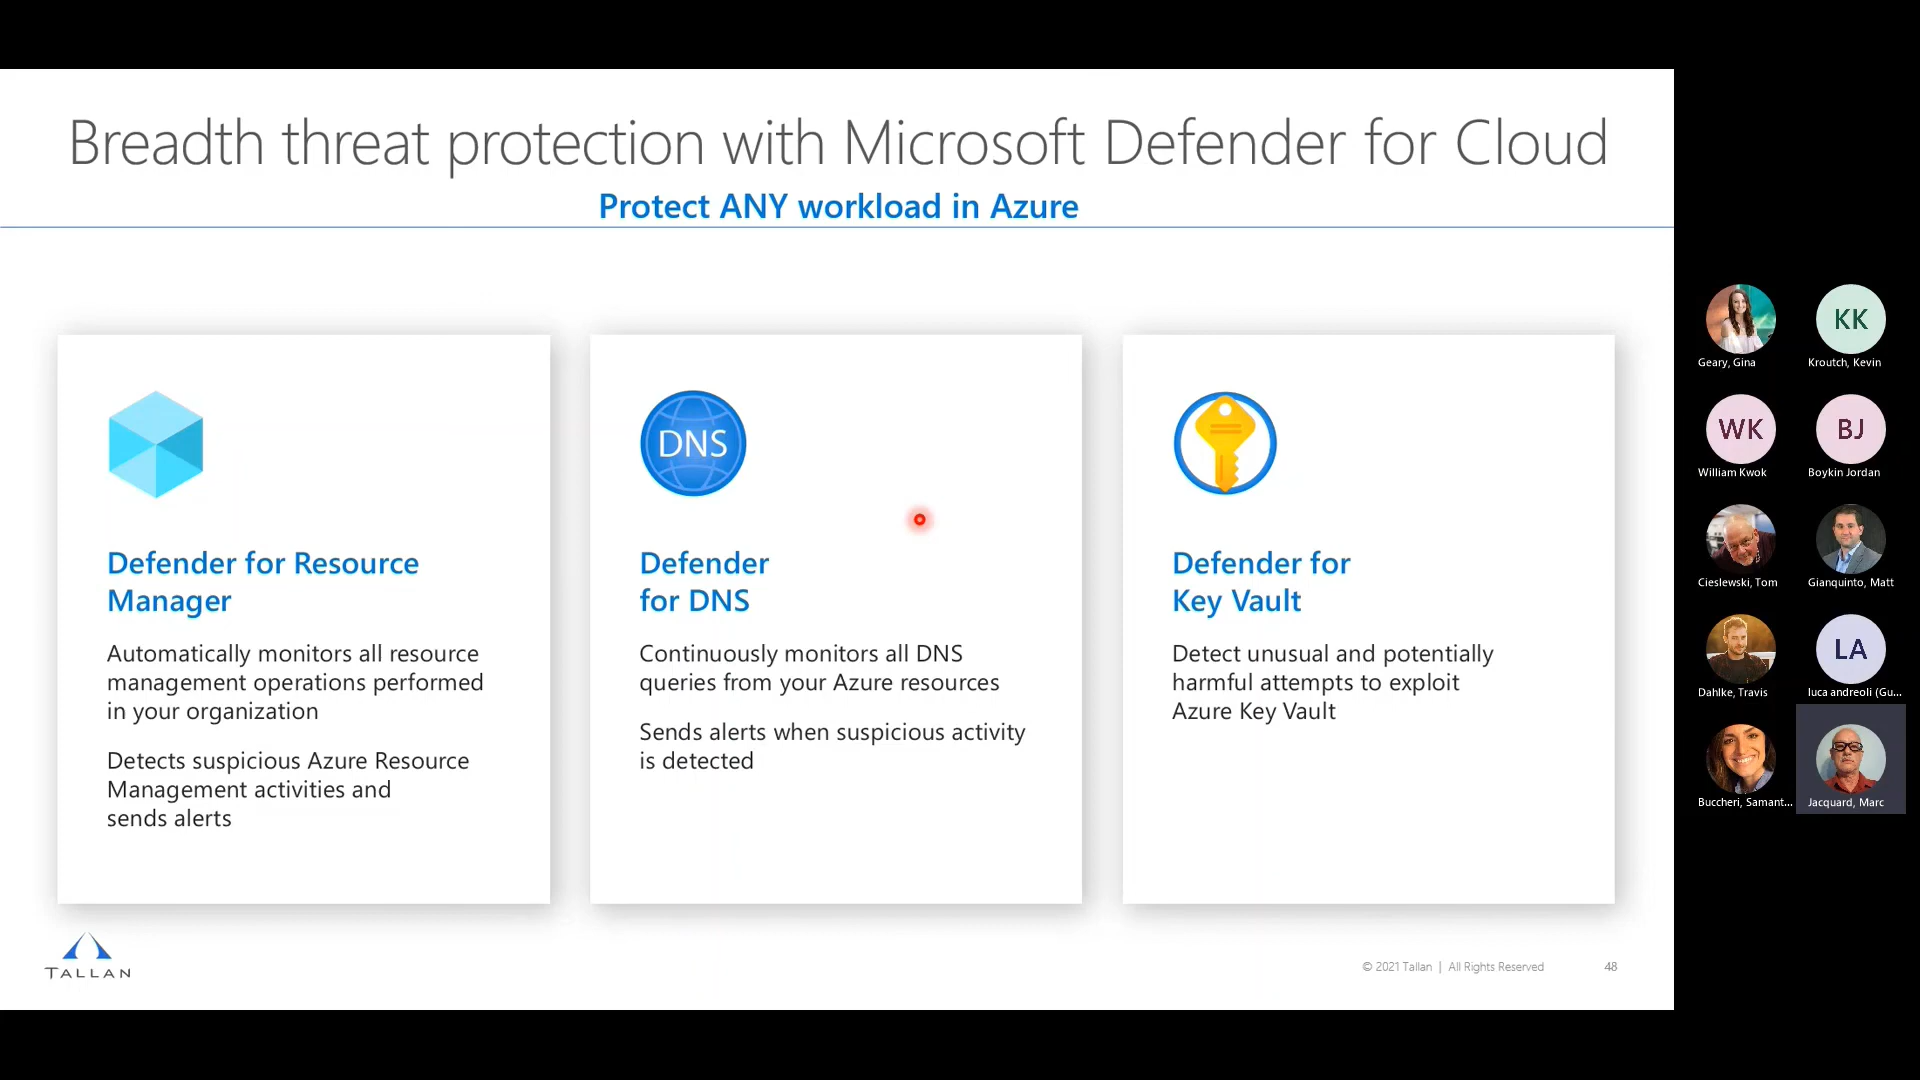 Breadth threat protection with Microsoft Defender for Cloud
Protect ANY workload in Azure
Defender for Resource
Manager
Automatically monitors all resource
management operations performed
in your organization
Detects suspicious Azure Resource
Management activities and
sends alerts
DNS
Defender
for DNS
Continuously monitors all DNS
queries from your Azure resources
Sends alerts when suspicious activity
is detected
Defender for
Key Vault
Detect unusual and potentially
harmful attempts to exploit
Azure Key Vault
TALLAN
© 2021 Tallan | All Rights Reserved
48
Geary, Gina
KK
Kroutch, Kevin
WK
William Kwok
BJ
Boykin Jordan
Cieslewski, Tom
Gianquinto, Matt
Dahlke, Travis
LA
luca andreoli (Gu...
Buccheri, Samant...
Jacquard, Marc